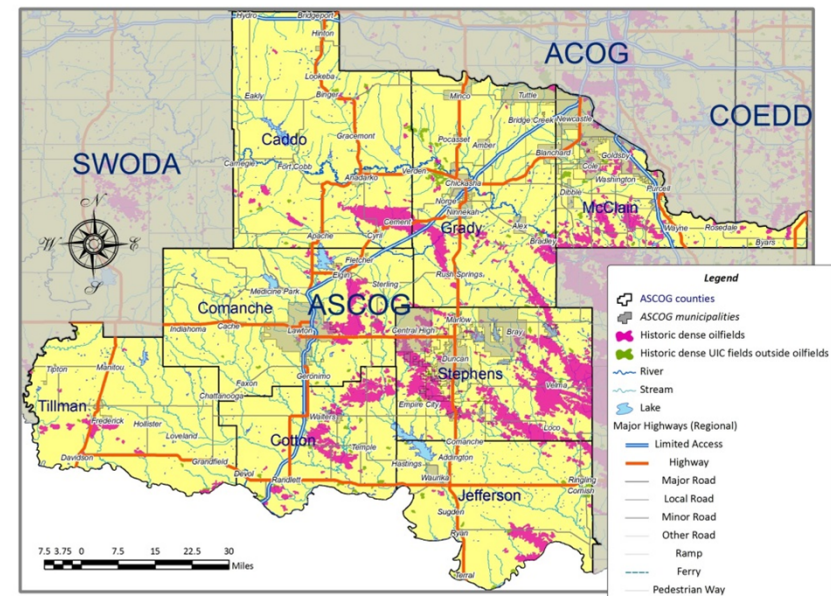 Hydro
Bridgeport
Hinton
ACOG
Lookeba
Eakly
Binger
Minco
Tuttle
COEDD
Bridge Creek
Newcastle
Caddo
Gracemont
Pocasset
Amber
SWODA
Blanchard
Goldsby
Carnegie
Fort Cobb
Cole
Anadarko
Verden
Chickasha
Washington
Dibble
Purcell
N
Norge
McClain
Ninnekah
Cement
Grady
Alex
Wayne
Rosedale
W
E
Apache
Cyril
Bradley
Byars
S
Fletcher
Elgin
Rush Springs
Medicine Park
Sterling
Comanche
ASCOG
Marlow
Indiahoma
Cache
Lawton
Central High
Bray
Duncan
Tipton
Manitou
Geronimo
Stephens
Faxon
Velma
Chattanooga
Tillman
Empire City
Walters
Frederick
Hollister
Loco
Loveland
Cotton
Temple
Comanche
Davidson
Grandfield
Hastings
Addington
Devol
Randlett
Waurika
Ringling
Cornish
Jefferson
Sugden
Ryan
Terral
7.5 3.75 0 7.5 15 22.5 30
Miles
Legend
ASCOG counties
ASCOG municipalities
Historic dense oilfields
Historic dense UIC fields outside oilfields
River
Stream
Lake
Major Highways (Regional)
Limited Access
Highway
Major Road
Local Road
Minor Road
Other Road
Ramp
Ferry
Pedestrian Way